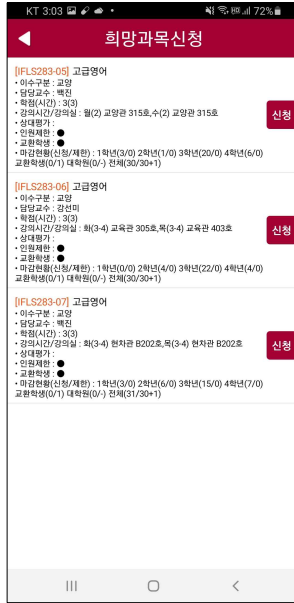 KT 3:03
72%
희망과목신청
[IFLS283-05] 고급영어
• 이수구분 : 교양
• 담당교수 : 백진
• 학점(시간) : 3(3)
• 강의시간/강의실 : 월(2) 교양관 315호,수(2) 교양관 315호
• 상대평가 :
• 인원제한 : ●
• 교환학생 : ●
• 마감현황(신청/제한) : 1학년(3/0) 2학년(1/0) 3학년(20/0) 4학년(6/0)
교환학생(0/1) 대학원(0/-) 전체(30/30+1)
신청
[IFLS283-06] 고급영어
• 이수구분 : 교양
• 담당교수 : 강선미
• 학점(시간) : 3(3)
• 강의시간/강의실 : 화(3-4) 교육관 305호,목(3-4) 교육관 403호
• 상대평가 :
• 인원제한 : ●
• 교환학생 : ●
• 마감현황(신청/제한) : 1학년(0/0) 2학년(4/0) 3학년(22/0) 4학년(4/0)
교환학생(0/1) 대학원(0/-) 전체(30/30+1)
신청
[IFLS283-07] 고급영어
• 이수구분 : 교양
• 담당교수 : 백진
• 학점(시간) : 3(3)
• 강의시간/강의실 : 화(3-4) 현차관 B202호,목(3-4) 현차관 B202호
• 상대평가 :
• 인원제한 : ●
• 교환학생 : ●
• 마감현황(신청/제한) : 1학년(3/0) 2학년(6/0) 3학년(15/0) 4학년(7/0)
교환학생(0/1) 대학원(0/-) 전체(31/30+1)
신청